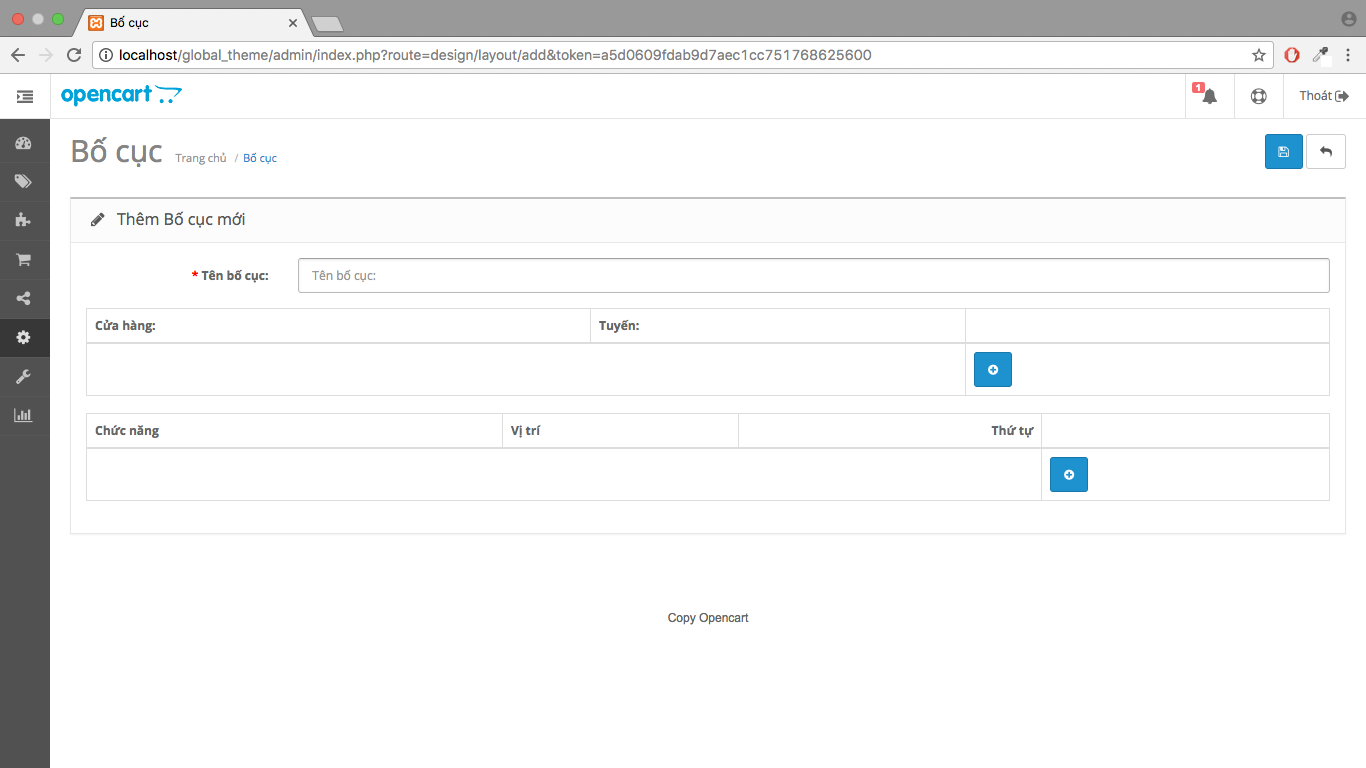 Bố cục
localhost/global_theme/admin/index.php?route=design/layout/add&token=a5d0609fdab9d7aec1cc751768625600
opencart
1
Thoát
Bố cục
Trang chủ / Bố cục
Thêm Bố cục mới
* Tên bố cục:
Tên bố cục:
Cửa hàng: Tuyến:
Chức năng Vị trí Thứ tự
Copy Opencart